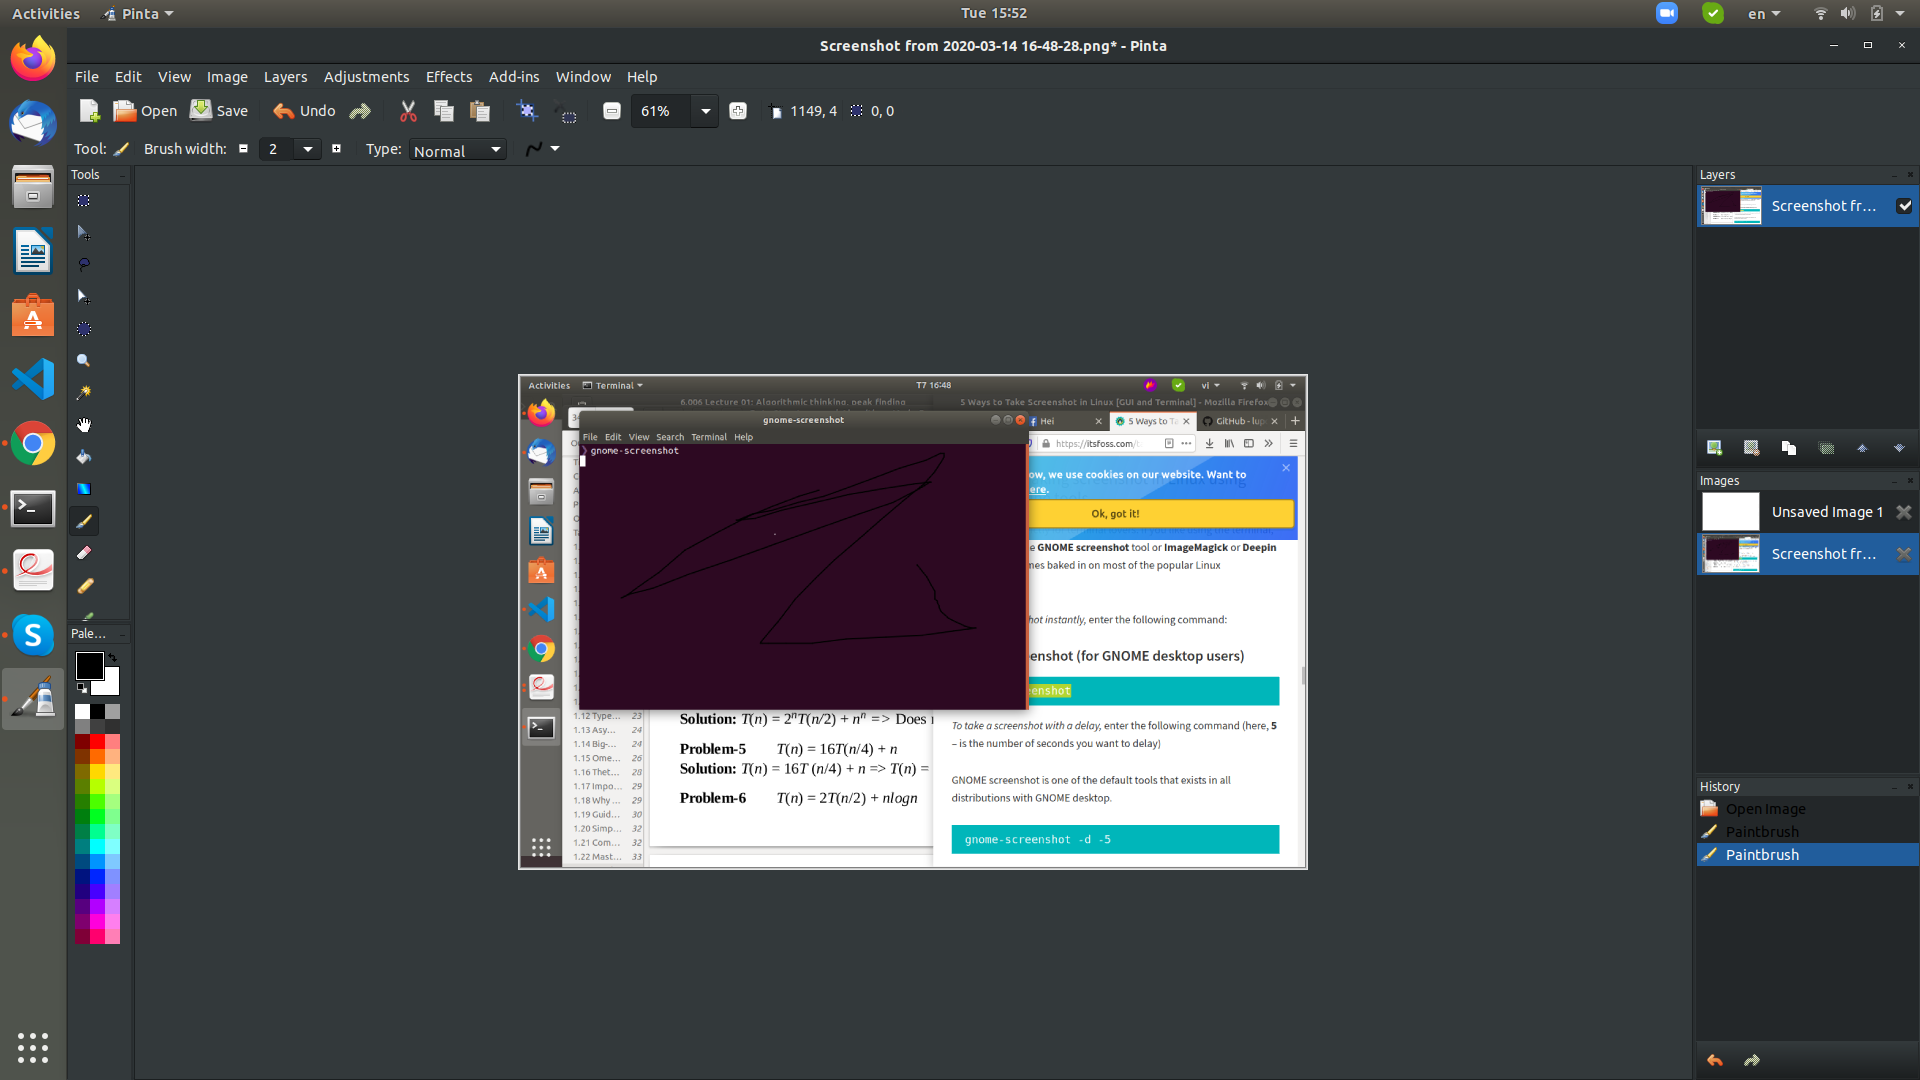 Activities Pinta Tue 15:52 en
Screenshot from 2020-03-14 16-48-28.png* - Pinta
File Edit View Image Layers Adjustments Effects Add-ins Window Help
Open Save Undo 61% 1149, 4 0, 0
Tool: Brush width: 2 Type: Normal
Tools
Layers
Screenshot fr...
Images
Unsaved Image 1
Screenshot fr...
Pale...
History
Open Image
Paintbrush
Paintbrush
Activities Terminal T7 16:48 vi
6.006 Lecture 01: Algorithmic thinking, peak finding
5 Ways to Take Screenshot in Linux [GUI and Terminal] - Mozilla Firefox
gnome-screenshot
Hei 5 Ways to T GitHub - lup
File Edit View Search Terminal Help
https://itsfoss.com/
gnome-screenshot
ow, we use cookies on our website. Want to
ere.
Ok, got it!
e GNOME screenshot tool or ImageMagick or Deepin
mes baked in on most of the popular Linux
hot instantly, enter the following command:
enshot (for GNOME desktop users)
enshot
To take a screenshot with a delay, enter the following command (here, 5
– is the number of seconds you want to delay)
GNOME screenshot is one of the default tools that exists in all
distributions with GNOME desktop.
gnome-screenshot -d -5
1.12 Type... 23
1.13 Asy... 24
1.14 Big-... 24
1.15 Ome... 26
1.16 Thet... 28
1.17 Impo... 29
1.18 Why ... 29
1.19 Guid... 30
1.20 Simp... 32
1.21 Com... 32
1.22 Mast... 33
Solution: T(n) = 2ⁿT(n/2) + nⁿ => Does
Problem-5 T(n) = 16T(n/4) + n
Solution: T(n) = 16T (n/4) + n => T(n) =
Problem-6 T(n) = 2T(n/2) + nlogn